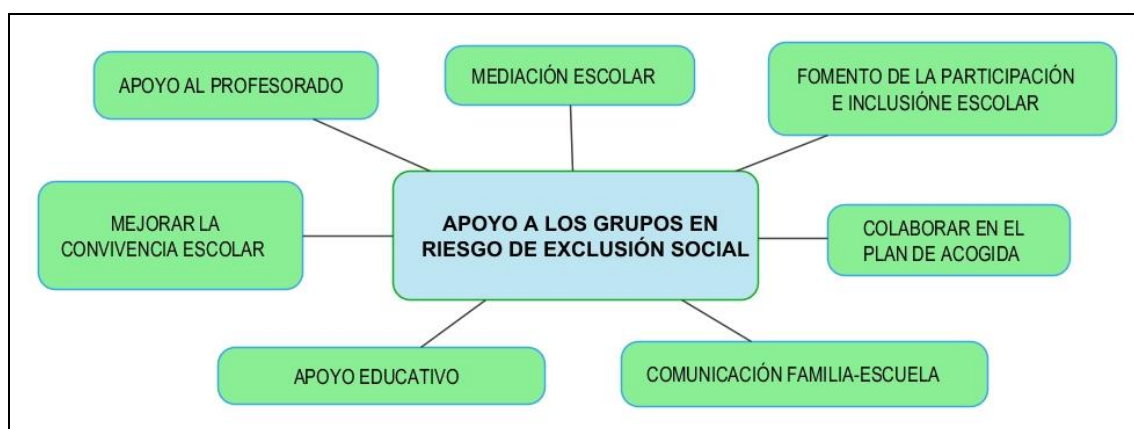 APOYO AL PROFESORADO
MEDIACIÓN ESCOLAR
FOMENTO DE LA PARTICIPACIÓN
E INCLUSIÓNE ESCOLAR
MEJORAR LA
CONVIVENCIA ESCOLAR
APOYO A LOS GRUPOS EN
RIESGO DE EXCLUSIÓN SOCIAL
COLABORAR EN EL
PLAN DE ACOGIDA
APOYO EDUCATIVO
COMUNICACIÓN FAMILIA-ESCUELA